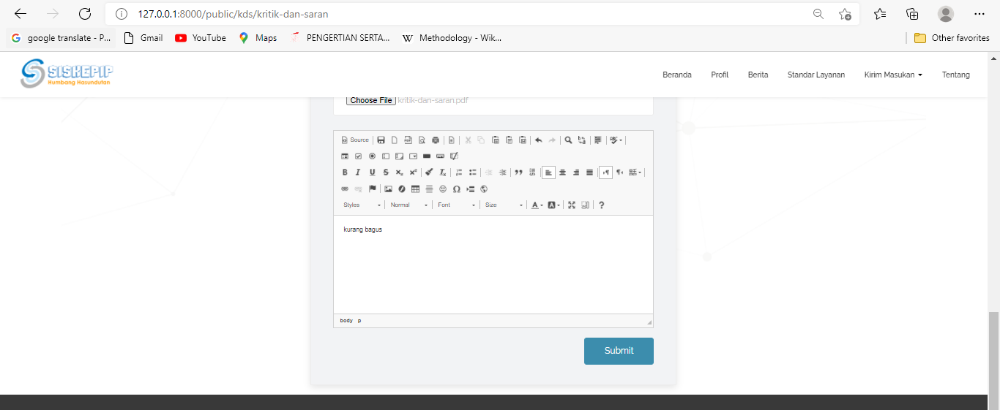 127.0.0.1:8000/public/kds/kritik-dan-saran
google translate - P... Gmail YouTube Maps PENGERTIAN SERTA... Methodology - Wik... Other favorites
SISKEPIP
Humbang Hasundutan
Beranda Profil Berita Standar Layanan Kirim Masukan Tentang
Choose File kritik-dan-saran.pdf
Source
Styles Normal Font Size
kurang bagus
body p
Submit